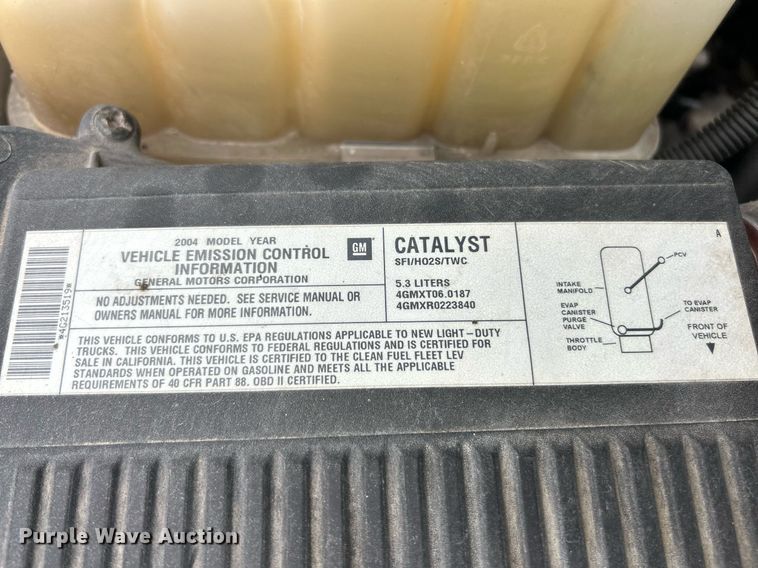 *4G213519*
2004 MODEL YEAR
VEHICLE EMISSION CONTROL
INFORMATION
GENERAL MOTORS CORPORATION
GM
NO ADJUSTMENTS NEEDED. SEE SERVICE MANUAL OR
OWNERS MANUAL FOR MORE INFORMATION.
CATALYST
SFI/HO2S/TWC
5.3 LITERS
4GMXT06.0187
4GMXR0223840
THIS VEHICLE CONFORMS TO U.S. EPA REGULATIONS APPLICABLE TO NEW LIGHT-DUTY
TRUCKS. THIS VEHICLE CONFORMS TO FEDERAL REGULATIONS AND IS CERTIFIED FOR
SALE IN CALIFORNIA. THIS VEHICLE IS CERTIFIED TO THE CLEAN FUEL FLEET LEV
STANDARDS WHEN OPERATED ON GASOLINE AND MEETS ALL THE APPLICABLE
REQUIREMENTS OF 40 CFR PART 88. OBD II CERTIFIED.
A
PCV
INTAKE
MANIFOLD
EVAP
CANISTER
PURGE
VALVE
THROTTLE
BODY
TO EVAP
CANISTER
FRONT OF
VEHICLE
Purple Wave Auction